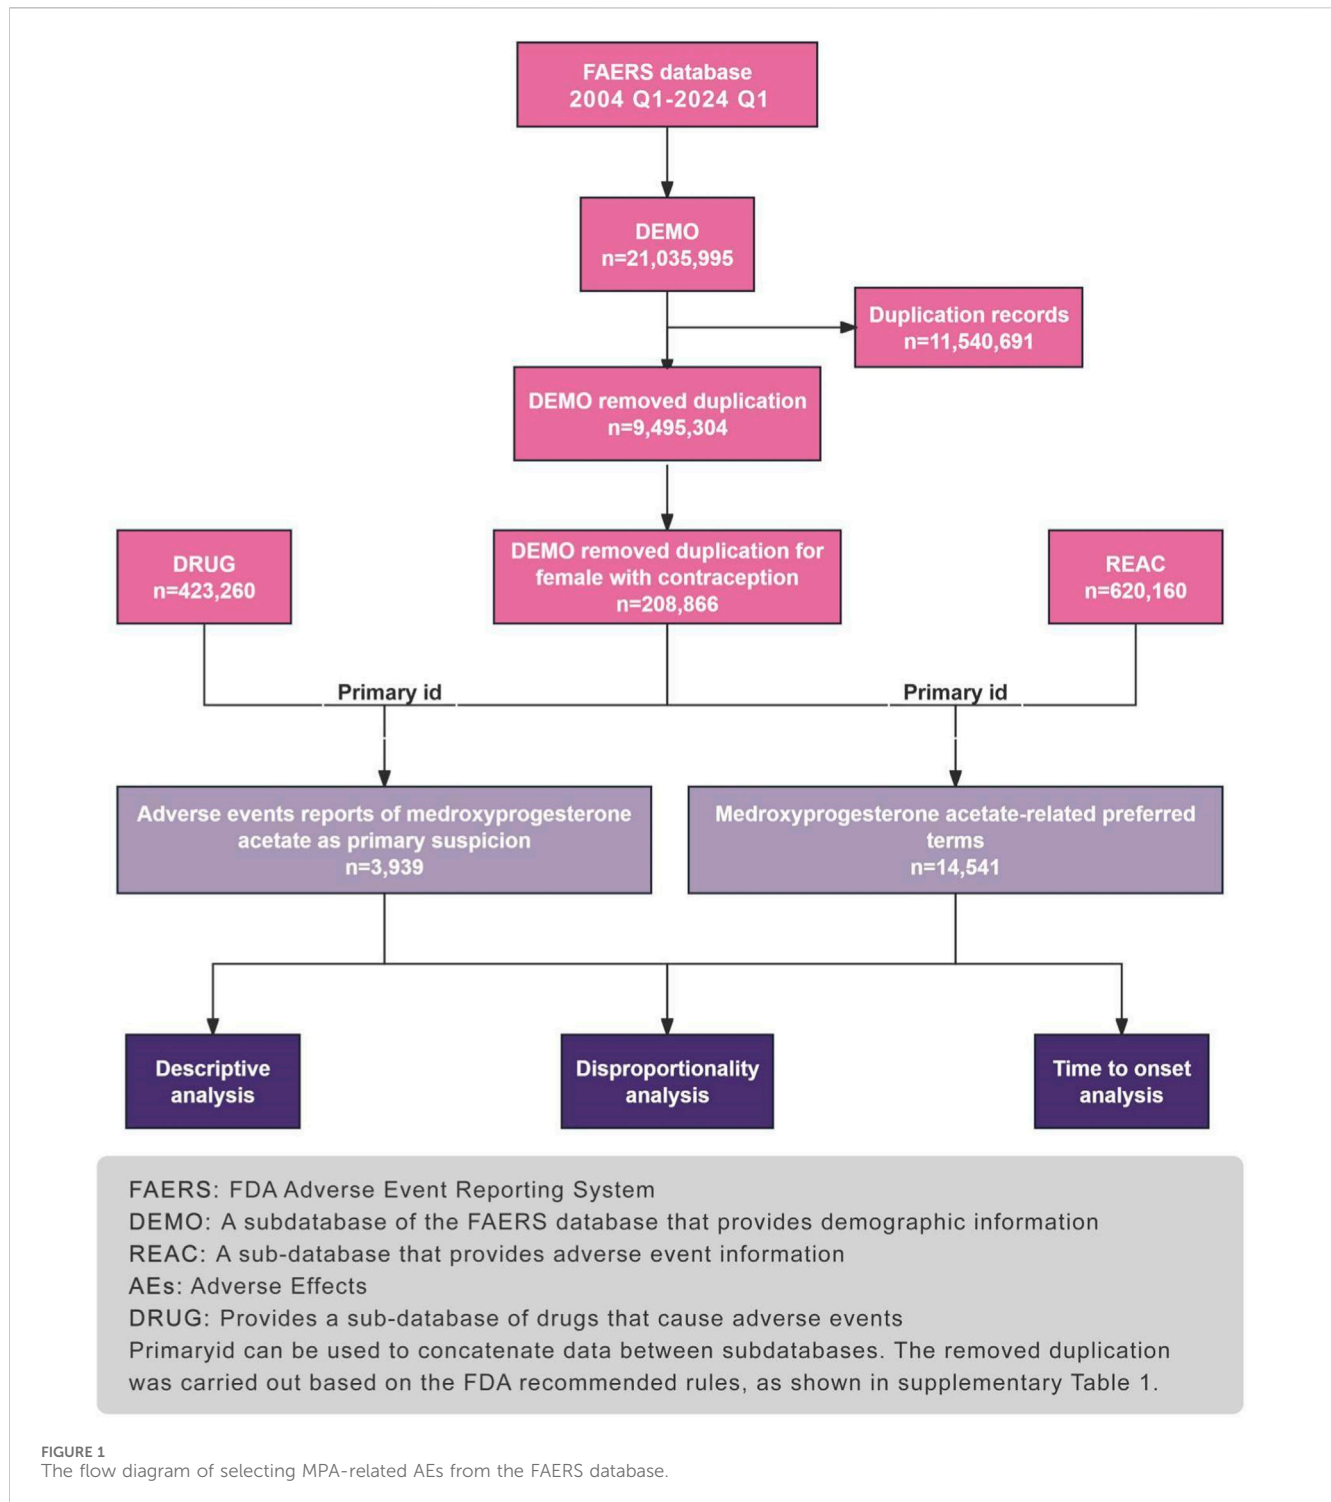 FAERS database
2004 Q1-2024 Q1
DEMO
n=21,035,995
Duplication records
n=11,540,691
DEMO removed duplication
n=9,495,304
DRUG
n=423,260
DEMO removed duplication for
female with contraception
n=208,866
REAC
n=620,160
Primary id
Primary id
Adverse events reports of medroxyprogesterone
acetate as primary suspicion
n=3,939
Medroxyprogesterone acetate-related preferred
terms
n=14,541
Descriptive
analysis
Disproportionality
analysis
Time to onset
analysis
FAERS: FDA Adverse Event Reporting System
DEMO: A subdatabase of the FAERS database that provides demographic information
REAC: A sub-database that provides adverse event information
AEs: Adverse Effects
DRUG: Provides a sub-database of drugs that cause adverse events
Primaryid can be used to concatenate data between subdatabases. The removed duplication
was carried out based on the FDA recommended rules, as shown in supplementary Table 1.
FIGURE 1
The flow diagram of selecting MPA-related AEs from the FAERS database.